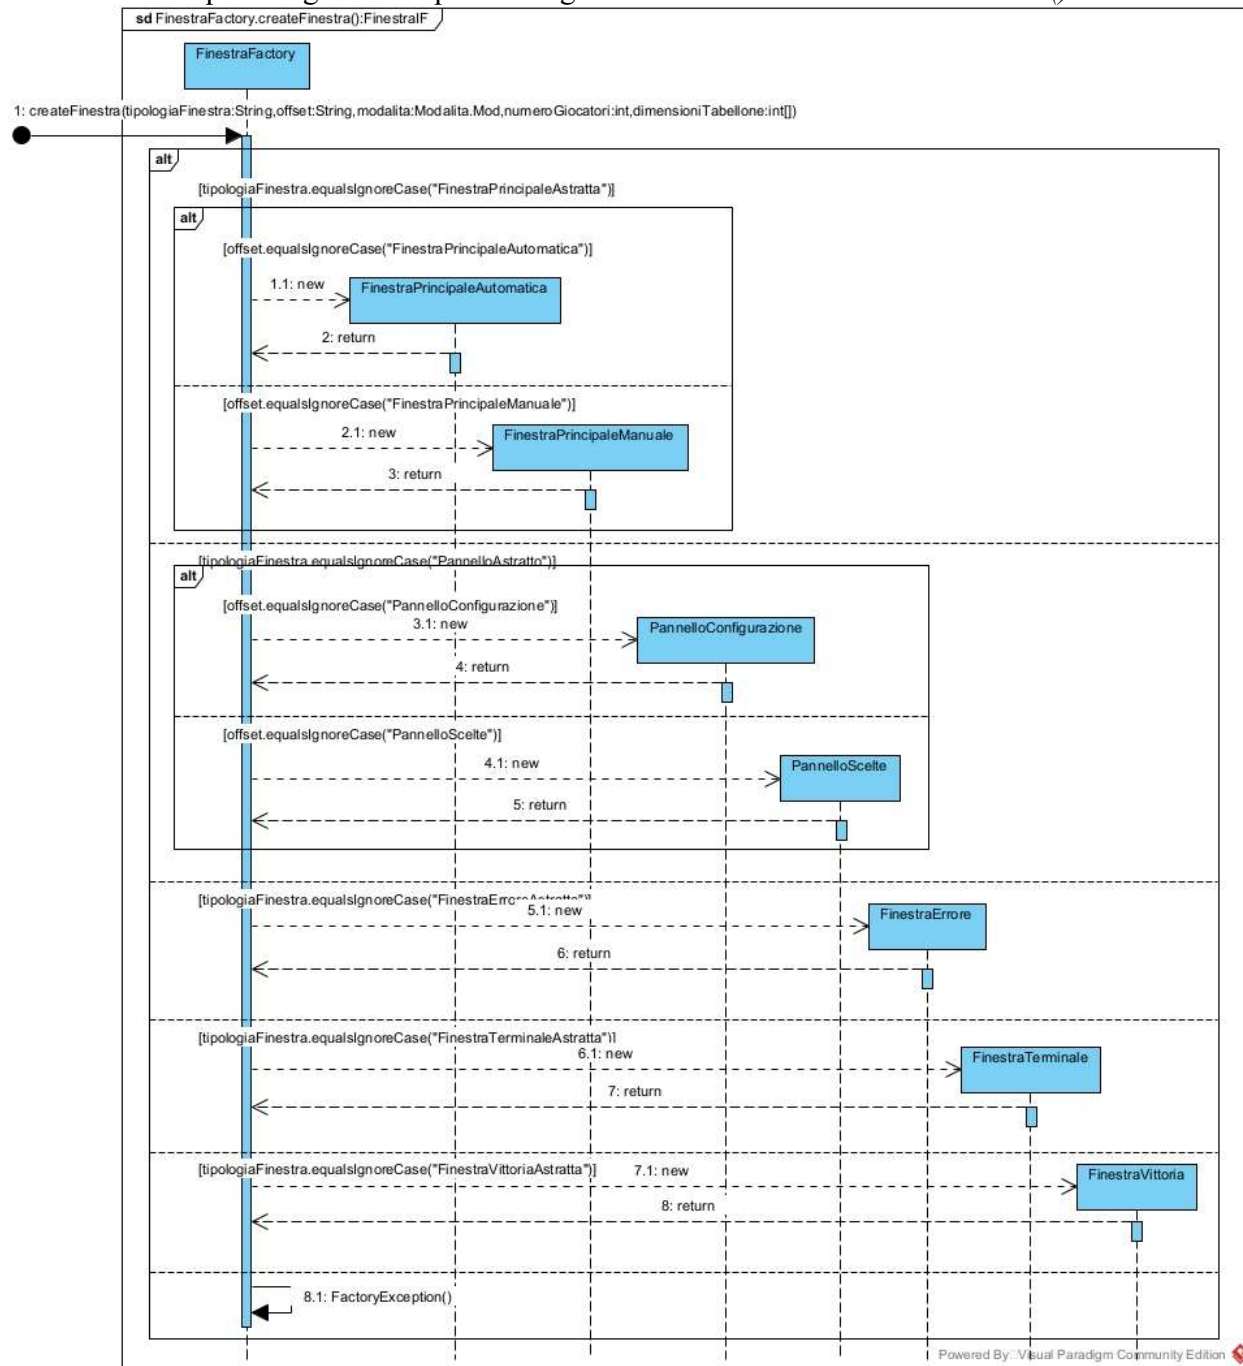 sd FinestraFactory.createFinestra():FinestraIF
FinestraFactory
1: createFinestra(tipologiaFinestra:String,offset:String,modalita:Modalita.Mod,numeroGiocatori:int,dimensioniTabellone:int[])
alt
[tipologiaFinestra.equalsIgnoreCase("FinestraPrincipaleAstratta")]
alt
[offset.equalsIgnoreCase("FinestraPrincipaleAutomatica")]
1.1: new
FinestraPrincipaleAutomatica
2: return
[offset.equalsIgnoreCase("FinestraPrincipaleManuale")]
2.1: new
FinestraPrincipaleManuale
3: return
[tipologiaFinestra.equalsIgnoreCase("PannelloAstratto")]
alt
[offset.equalsIgnoreCase("PannelloConfigurazione")]
3.1: new
PannelloConfigurazione
4: return
[offset.equalsIgnoreCase("PannelloScelte")]
4.1: new
PannelloScelte
5: return
[tipologiaFinestra.equalsIgnoreCase("FinestraErroreAstratta")]
5.1: new
FinestraErrore
6: return
[tipologiaFinestra.equalsIgnoreCase("FinestraTerminaleAstratta")]
6.1: new
FinestraTerminale
7: return
[tipologiaFinestra.equalsIgnoreCase("FinestraVittoriaAstratta")]
7.1: new
FinestraVittoria
8: return
8.1: FactoryException()
Powered By Visual Paradigm Community Edition